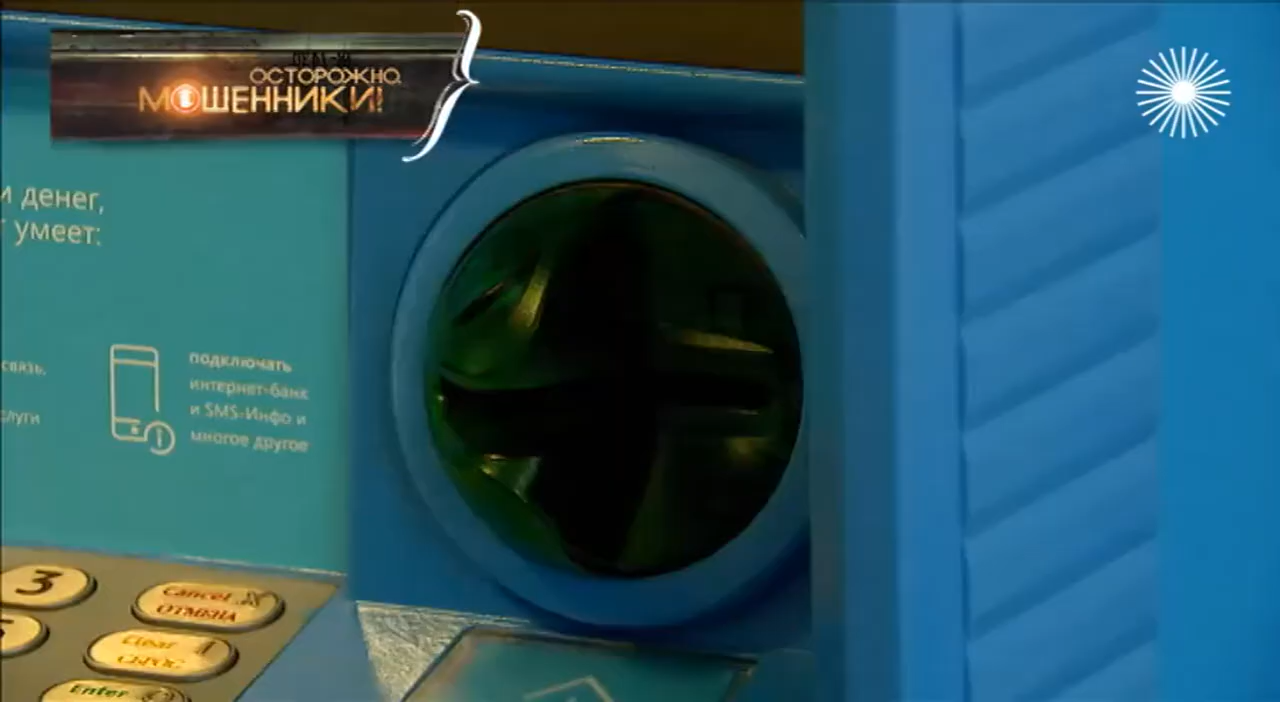 ОСТОРОЖНО,
МОШЕННИКИ!
и денег,
т умеет:
связь,
слуги
подключать
интернет-банк
и SMS-Инфо и
многое другое
3
Cancel
ОТМЕНА
Clear
СБРОС
Enter